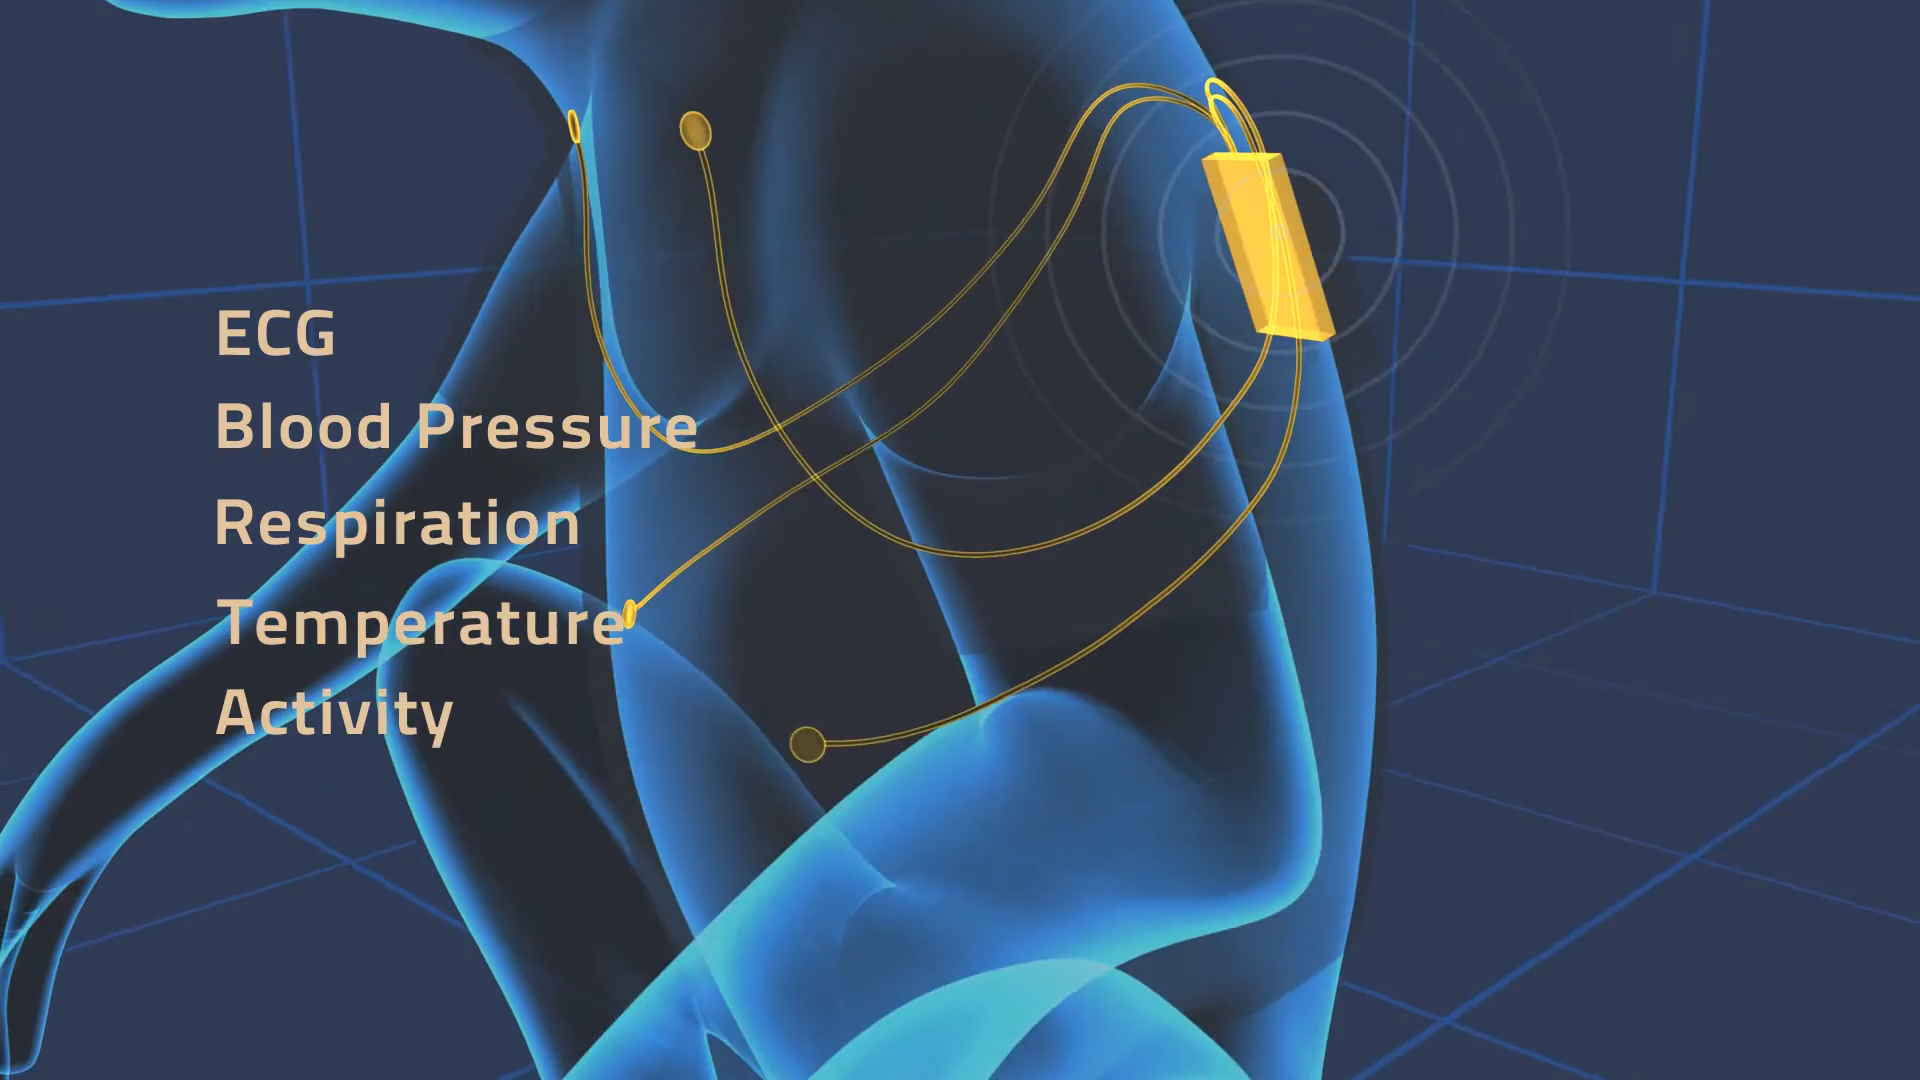 ECG
Blood Pressure
Respiration
Temperature
Activity